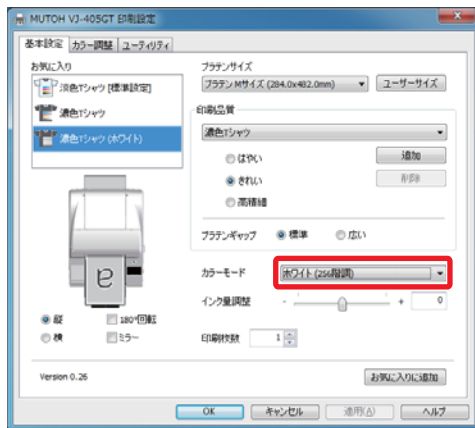 MUTOH VJ-405GT 印刷設定
基本設定 カラー調整 ユーティリティ
お気に入り
淡色Tシャツ [標準設定]
濃色Tシャツ
濃色Tシャツ (ホワイト)
プラテンサイズ
プラテン Mサイズ (284.0x402.0mm)
ユーザーサイズ
印刷品質
濃色Tシャツ
はやい
追加
きれい
削除
高精細
プラテンギャップ 標準 広い
カラーモード ホワイト (256階調)
インク量調整 - + 0
a
縦 180°回転
横 ミラー
印刷枚数 1
Version 0.26
お気に入りに追加
OK キャンセル 適用(A) ヘルプ